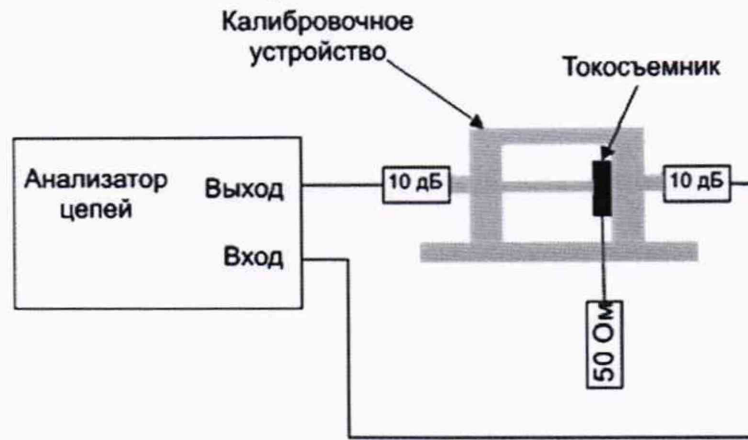 Калибровочное
устройство
Токосъемник
Анализатор
цепей
Выход
Вход
10 дБ
10 дБ
50 Ом